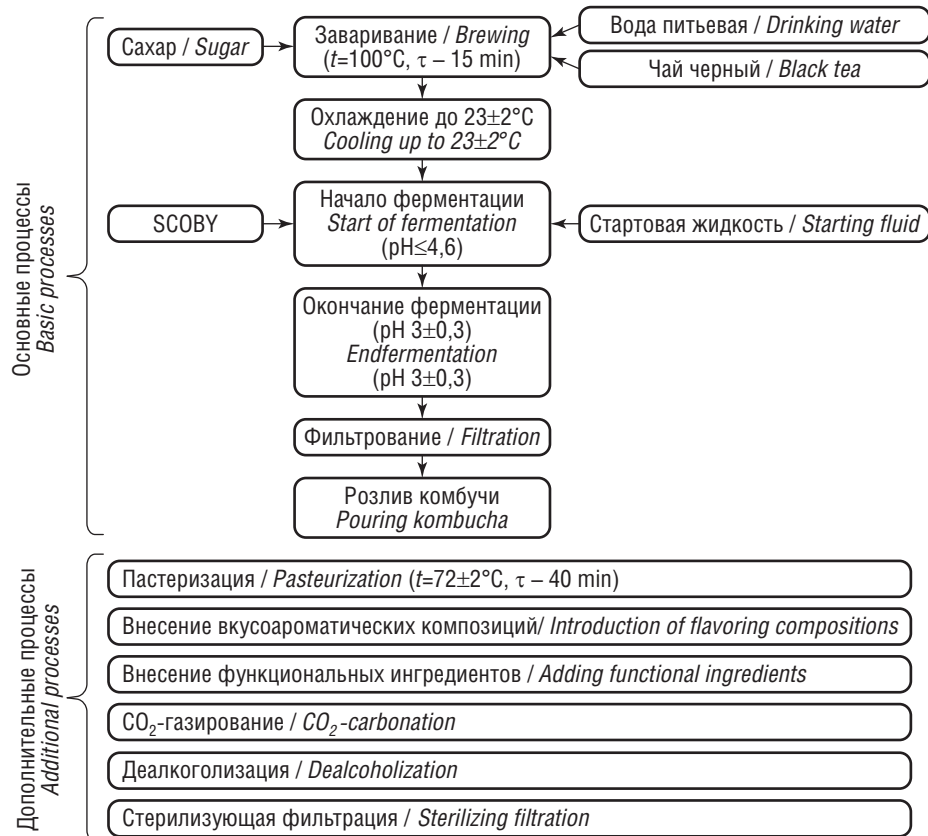 Сахар / Sugar
Заваривание / Brewing
(t=100°C, τ – 15 min)
Вода питьевая / Drinking water
Чай черный / Black tea
Охлаждение до 23±2°C
Cooling up to 23±2°C
SCOBY
Начало ферментации
Start of fermentation
(pH≤4,6)
Стартовая жидкость / Starting fluid
Окончание ферментации
(pH 3±0,3)
Endfermentation
(pH 3±0,3)
Фильтрование / Filtration
Розлив комбучи
Pouring kombucha
Основные процессы
Basic processes
Пастеризация / Pasteurization (t=72±2°C, τ – 40 min)
Внесение вкусоароматических композиций/ Introduction of flavoring compositions
Внесение функциональных ингредиентов / Adding functional ingredients
CO₂-газирование / CO₂-carbonation
Деалкоголизация / Dealcoholization
Стерилизующая фильтрация / Sterilizing filtration
Дополнительные процессы
Additional processes